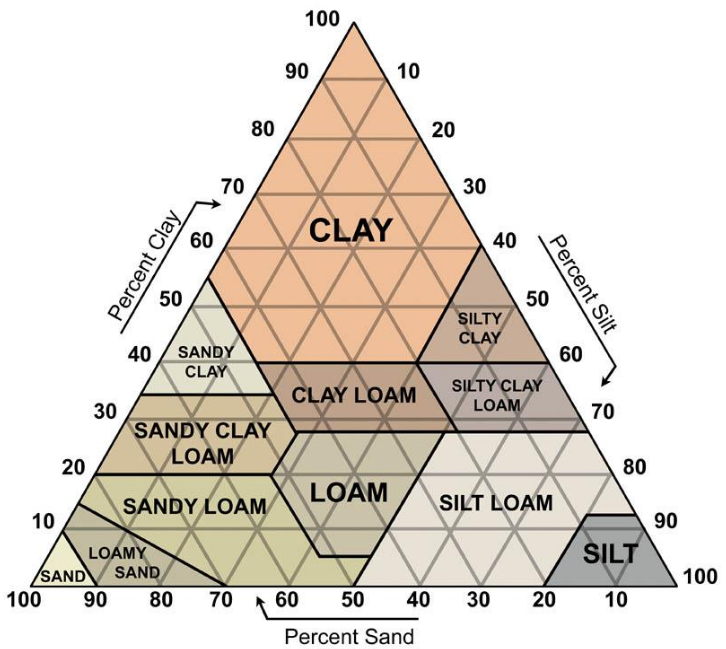 100
90 10
80 20
70 30
CLAY
Percent Clay
60 40
Percent Silt
50 50
SILTY
CLAY
40 60
SANDY
CLAY
CLAY LOAM
SILTY CLAY
LOAM
30 70
SANDY CLAY
LOAM
20 80
LOAM
SANDY LOAM
SILT LOAM
10 90
LOAMY
SAND
SILT
SAND
100
100 90 80 70 60 50 40 30 20 10
Percent Sand